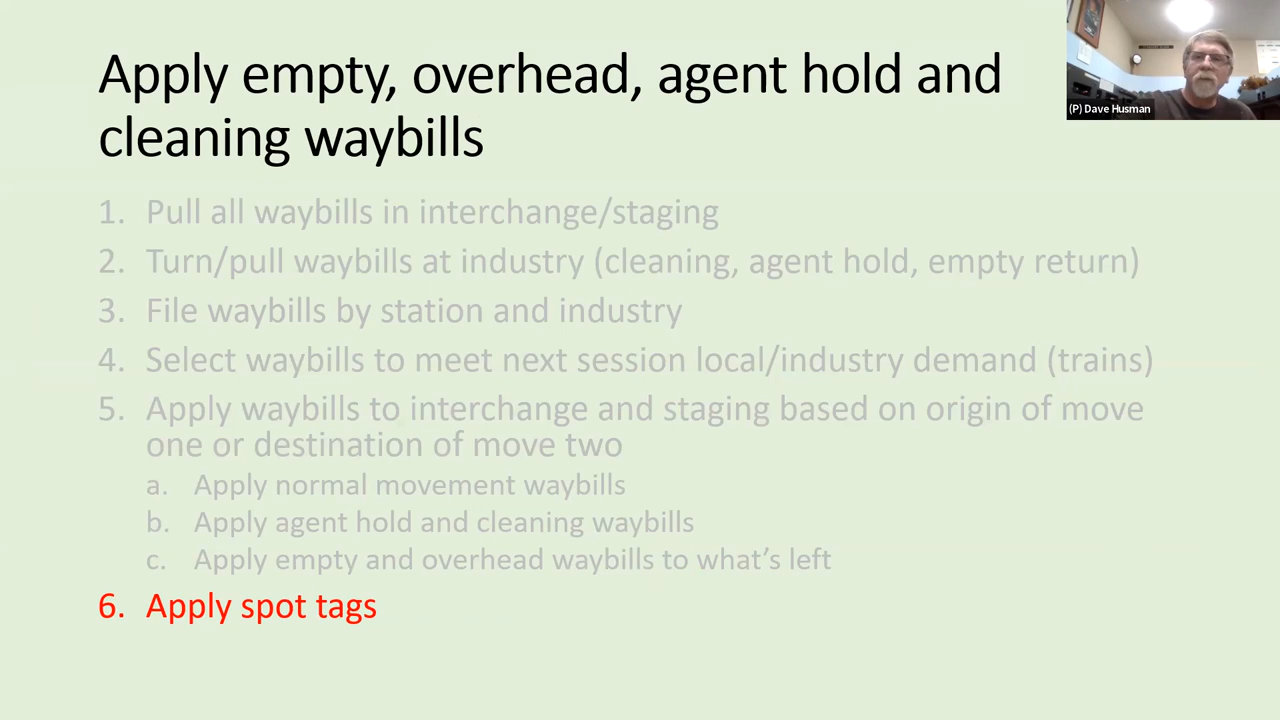 Apply empty, overhead, agent hold and
cleaning waybills
(P) Dave Husman
1. Pull all waybills in interchange/staging
2. Turn/pull waybills at industry (cleaning, agent hold, empty return)
3. File waybills by station and industry
4. Select waybills to meet next session local/industry demand (trains)
5. Apply waybills to interchange and staging based on origin of move
one or destination of move two
a. Apply normal movement waybills
b. Apply agent hold and cleaning waybills
c. Apply empty and overhead waybills to what’s left
6. Apply spot tags